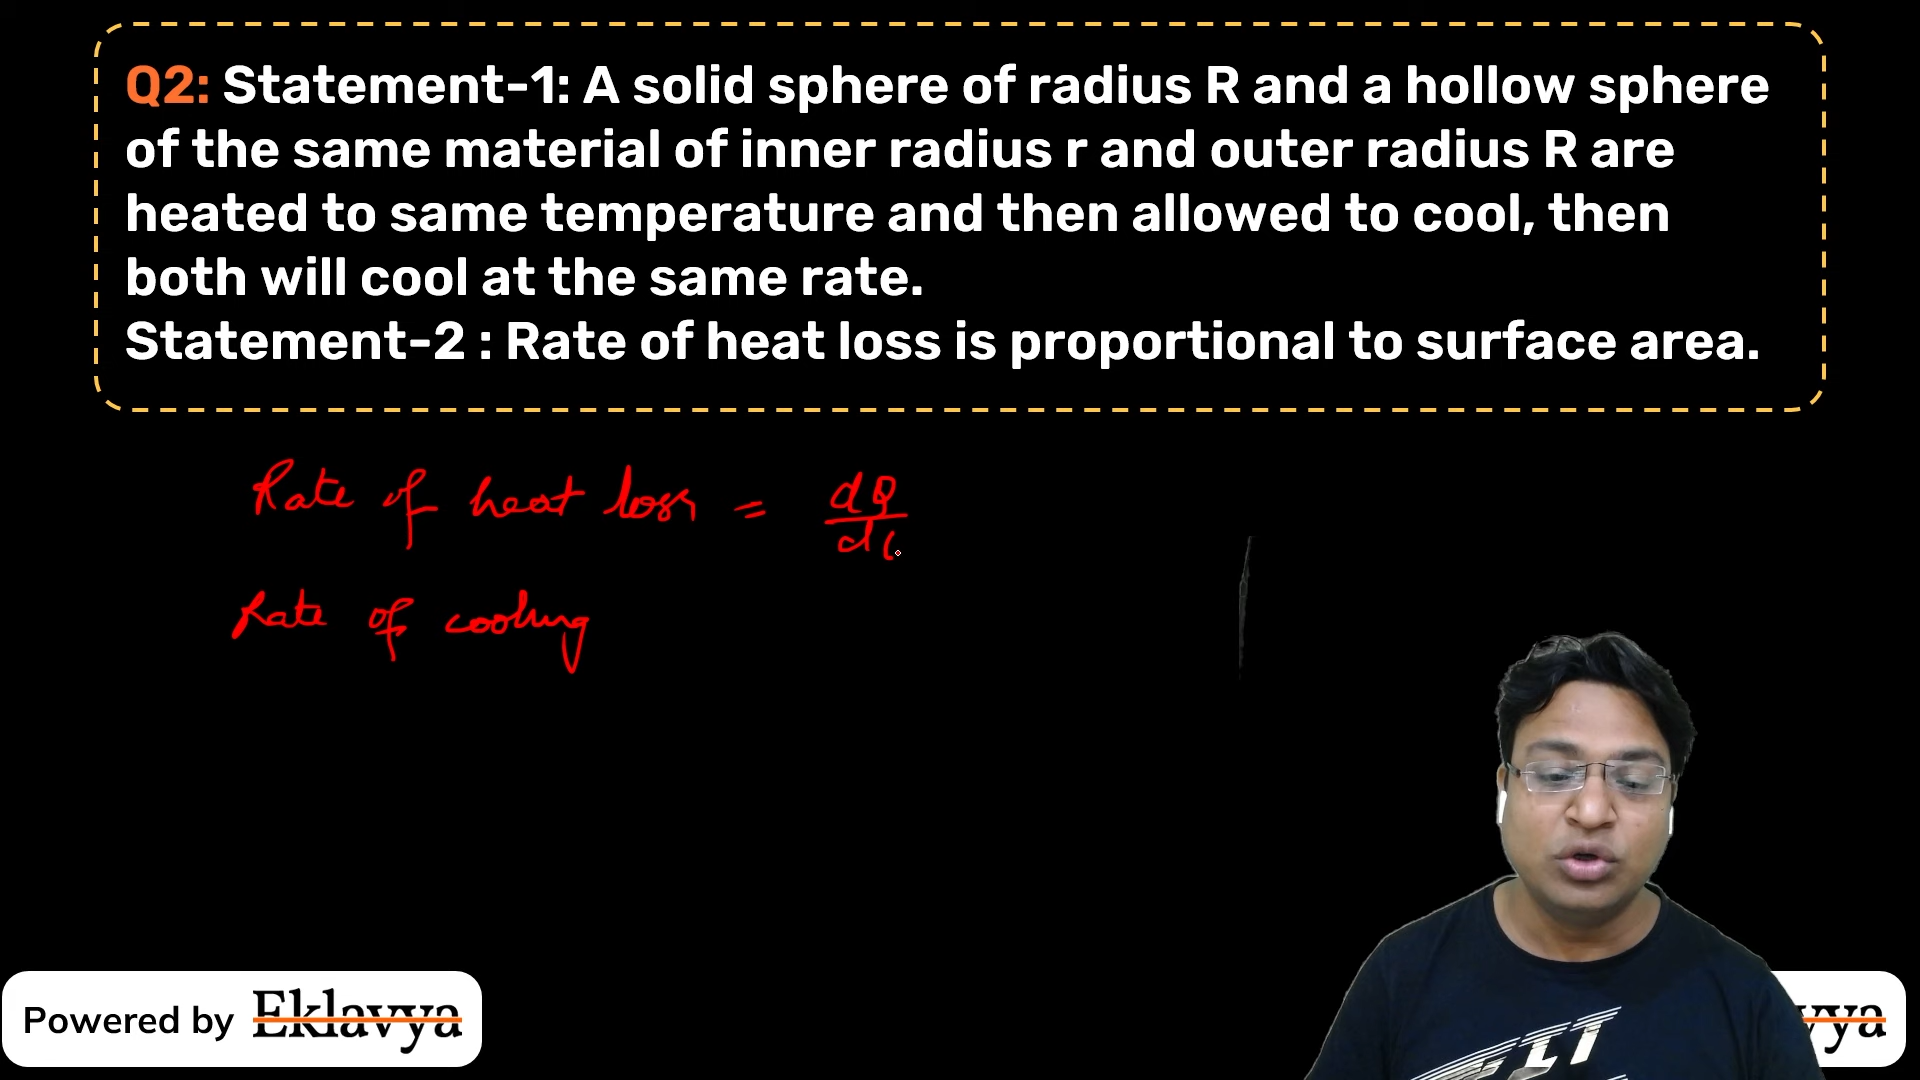 Q2: Statement-1: A solid sphere of radius R and a hollow sphere
of the same material of inner radius r and outer radius R are
heated to same temperature and then allowed to cool, then
both will cool at the same rate.
Statement-2 : Rate of heat loss is proportional to surface area.
Rate of heat loss = dQ
d
Rate of cooling
Powered by Eklavya
vya